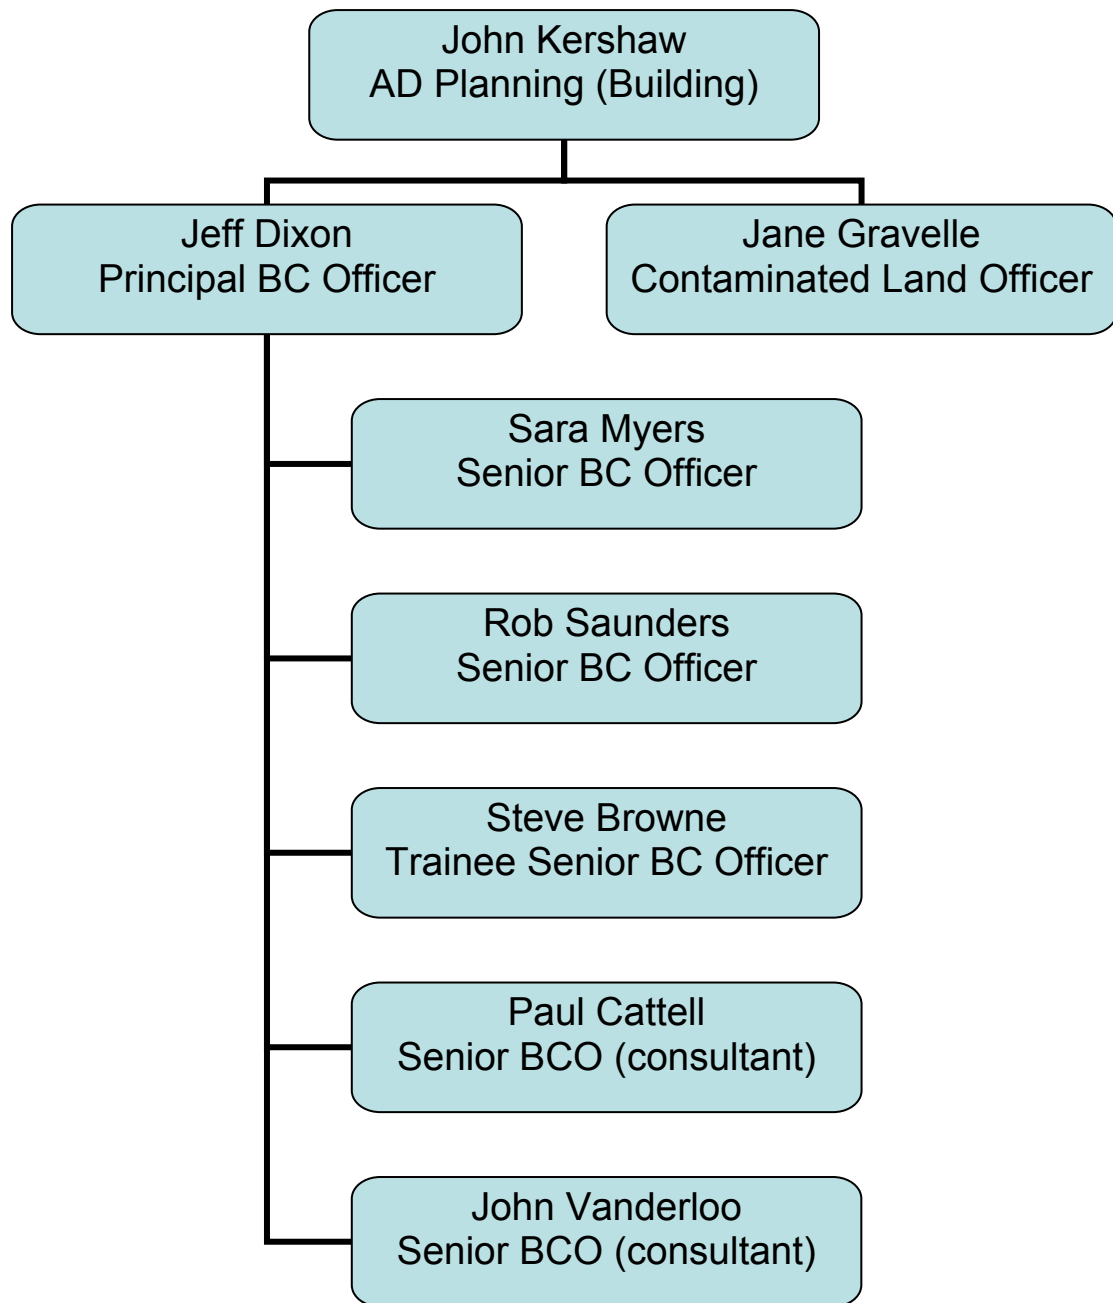 John Kershaw
AD Planning (Building)
Jeff Dixon
Principal BC Officer
Jane Gravelle
Contaminated Land Officer
Sara Myers
Senior BC Officer
Rob Saunders
Senior BC Officer
Steve Browne
Trainee Senior BC Officer
Paul Cattell
Senior BCO (consultant)
John Vanderloo
Senior BCO (consultant)